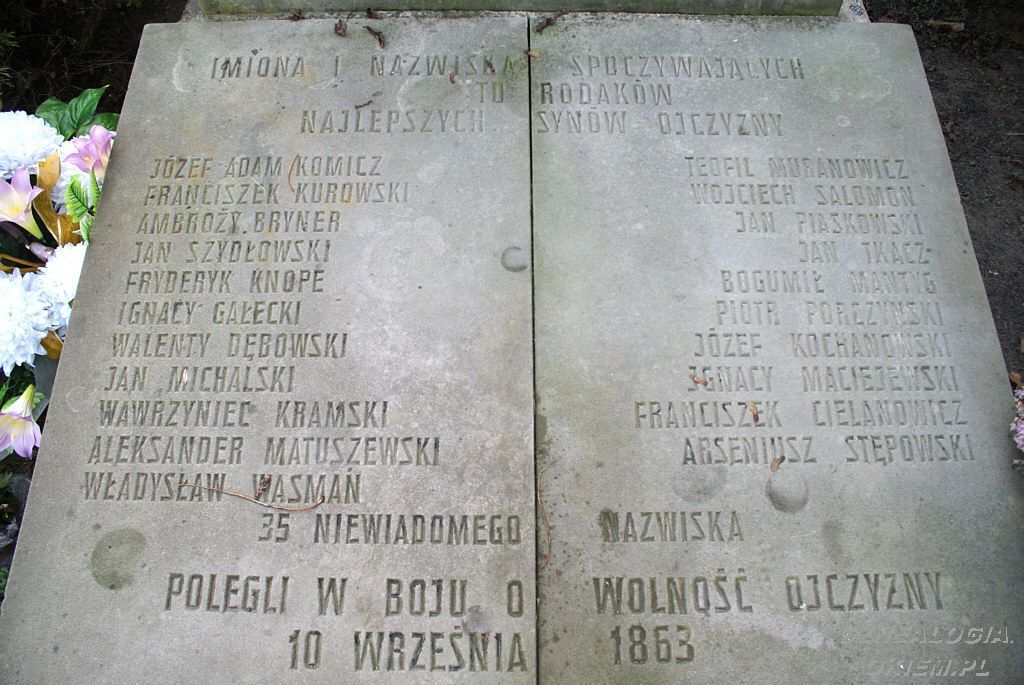 IMIONA I NAZWISKA SPOCZYWAJĄCYCH
TU RODAKÓW
NAJLEPSZYCH SYNÓW OJCZYZNY
JÓZEF ADAM KOMICZ
FRANCISZEK KUROWSKI
AMBROŻY BRYNER
JAN SZYDŁOWSKI
FRYDERYK KNOPE
IGNACY GAŁECKI
WALENTY DĘBOWSKI
JAN MICHALSKI
WAWRZYNIEC KRAMSKI
ALEKSANDER MATUSZEWSKI
WŁADYSŁAW WASMAŃ
TEOFIL MURANOWICZ
WOJCIECH SALOMON
JAN PIASKOWSKI
JAN TKACZ
BOGUMIŁ MANTYG
PIOTR PORCZYŃSKI
JÓZEF KOCHANOWSKI
IGNACY MACIEJEWSKI
FRANCISZEK CIELANOWICZ
ARSENIUSZ STĘPOWSKI
35 NIEWIADOMEGO NAZWISKA
POLEGLI W BOJU O WOLNOŚĆ OJCZYZNY
10 WRZEŚNIA 1863